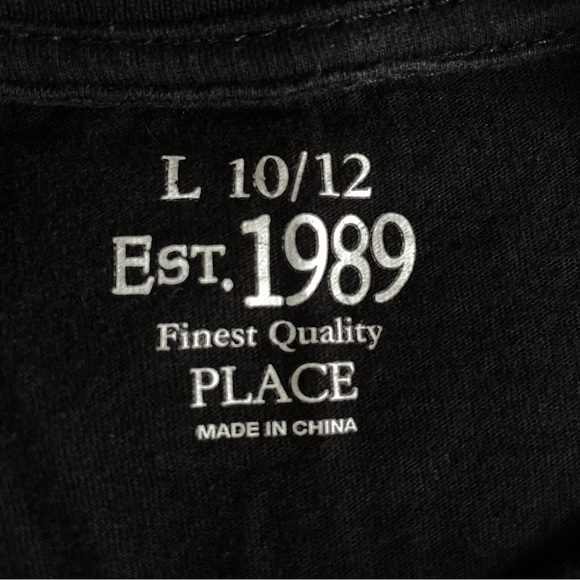 L 10/12
EST. 1989
Finest Quality
PLACE
MADE IN CHINA